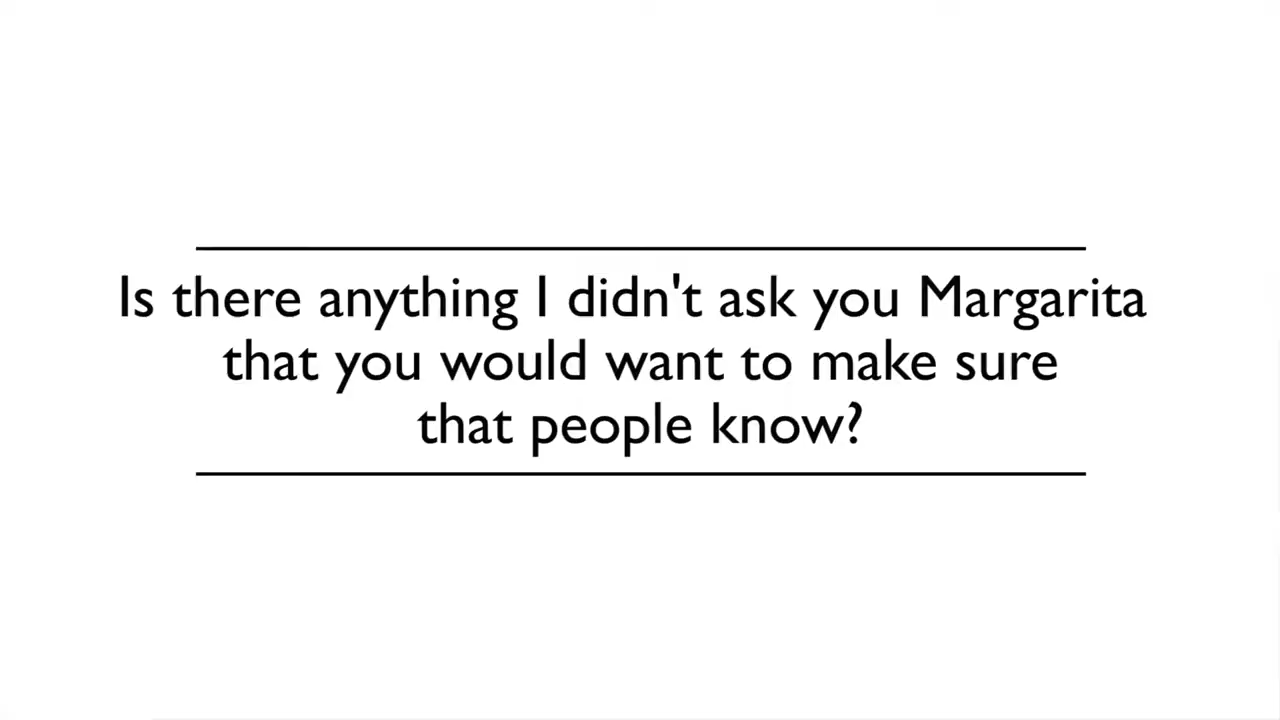 Is there anything I didn't ask you Margarita
that you would want to make sure
that people know?